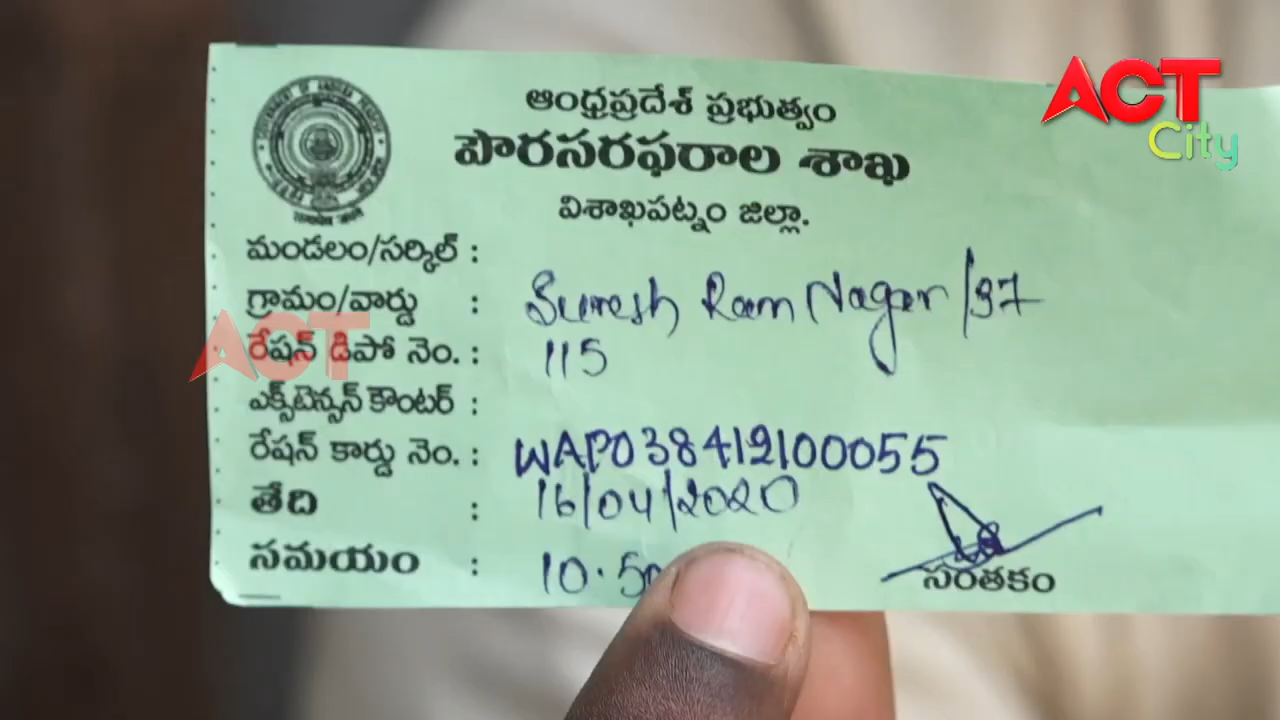 ఆంధ్రప్రదేశ్ ప్రభుత్వం
పౌరసరఫరాల శాఖ
విశాఖపట్నం జిల్లా.
మండలం/సర్కిల్ :
గ్రామం/వార్డు : Suresh Ram Nagar/97
రేషన్ డిపో నెం. : 115
ఎక్స్‌టెన్షన్ కౌంటర్ :
రేషన్ కార్డు నెం. : WAP038412100055
తేది : 16/04/2020
సమయం : 10.50
సంతకం
ACT
City
ACT